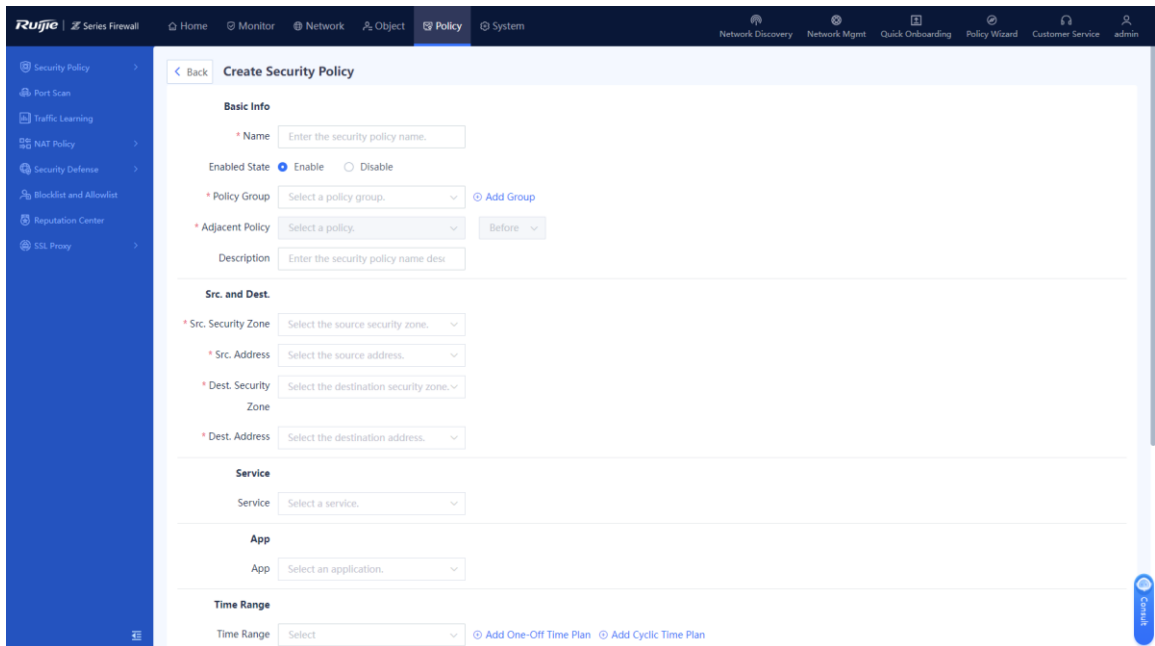 Ruijie | Z Series Firewall Home Monitor Network Object Policy System Network Discovery Network Mgmt Quick Onboarding Policy Wizard Customer Service admin
Security Policy
Port Scan
Traffic Learning
NAT Policy
Security Defense
Blocklist and Allowlist
Reputation Center
SSL Proxy
Back Create Security Policy
Basic Info
* Name Enter the security policy name.
Enabled State Enable Disable
* Policy Group Select a policy group. Add Group
* Adjacent Policy Select a policy. Before
Description Enter the security policy name desc
Src. and Dest.
* Src. Security Zone Select the source security zone.
* Src. Address Select the source address.
* Dest. Security Select the destination security zone.
Zone
* Dest. Address Select the destination address.
Service
Service Select a service.
App
App Select an application.
Time Range
Time Range Select Add One-Off Time Plan Add Cyclic Time Plan
Consult